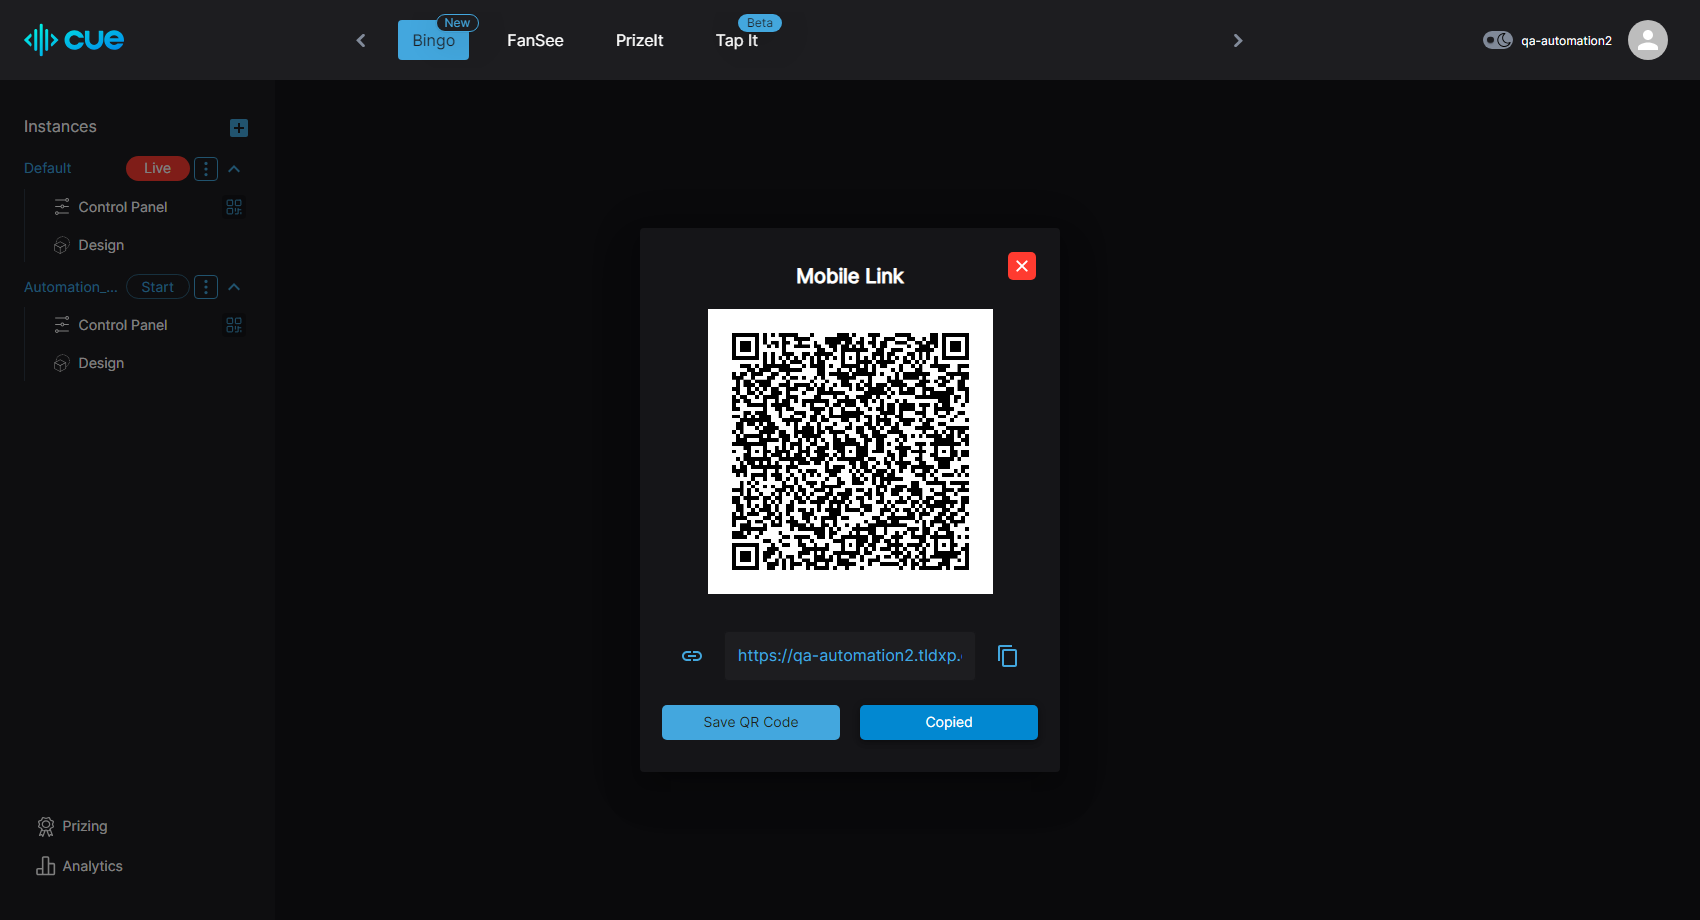 cue
Bingo
New
FanSee
PrizeIt
Tap It
Beta
qa-automation2
Instances
Default
Live
Control Panel
Design
Automation_...
Start
Control Panel
Design
Prizing
Analytics
Mobile Link
https://qa-automation2.tldxp.
Save QR Code
Copied